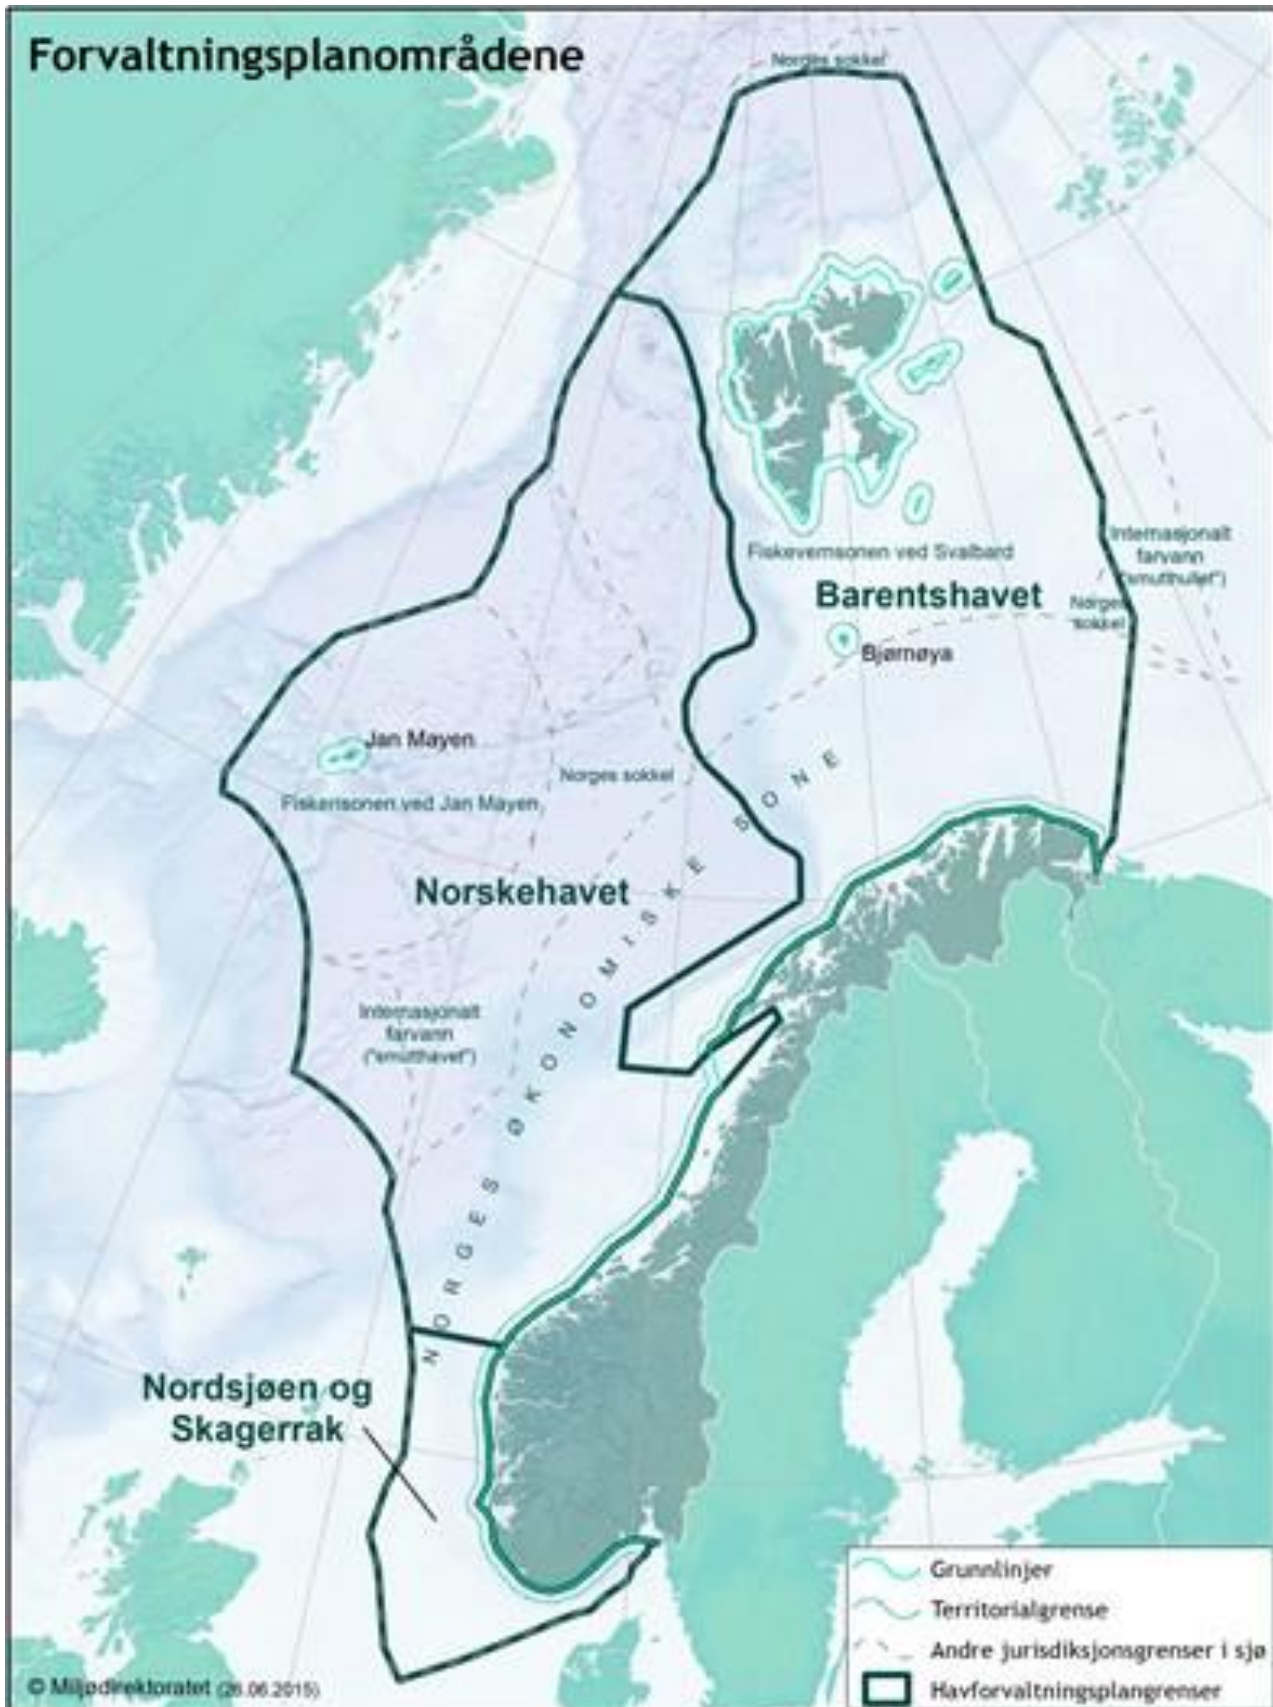 Forvaltningsplanområdene
Norges sokkel
Internasjonalt
farvann
("smutthullet")
Fiskevernsonen ved Svalbard
Barentshavet
Norges
sokkel
Bjørnøya
Jan Mayen
Norges sokkel
Fiskerisonen ved Jan Mayen
Norskehavet
NORGES ØKONOMISKE SONE
Internasjonalt
farvann
("smutthavet")
Nordsjøen og
Skagerrak
Grunnlinjer
Territorialgrense
Andre jurisdiksjonsgrenser i sjø
Havforvaltningsplangrenser
© Miljødirektoratet (26.06.2015)